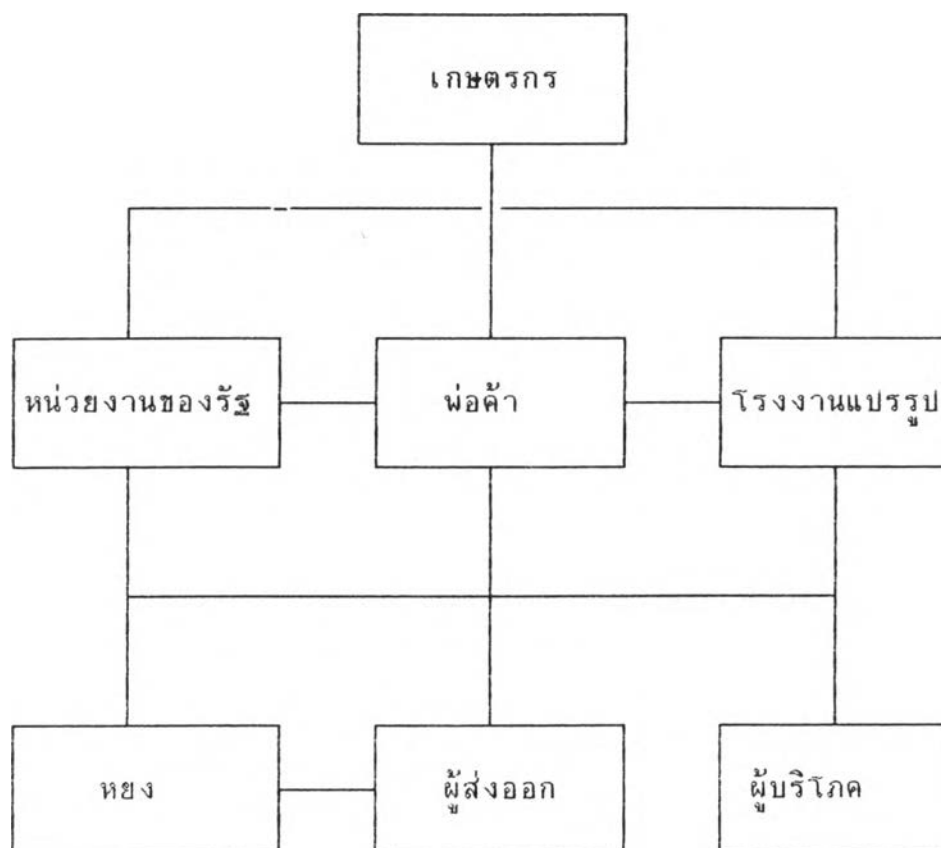 เกษตรกร
หน่วยงานของรัฐ
พ่อค้า
โรงงานแปรรูป
หยง
ผู้ส่งออก
ผู้บริโภค